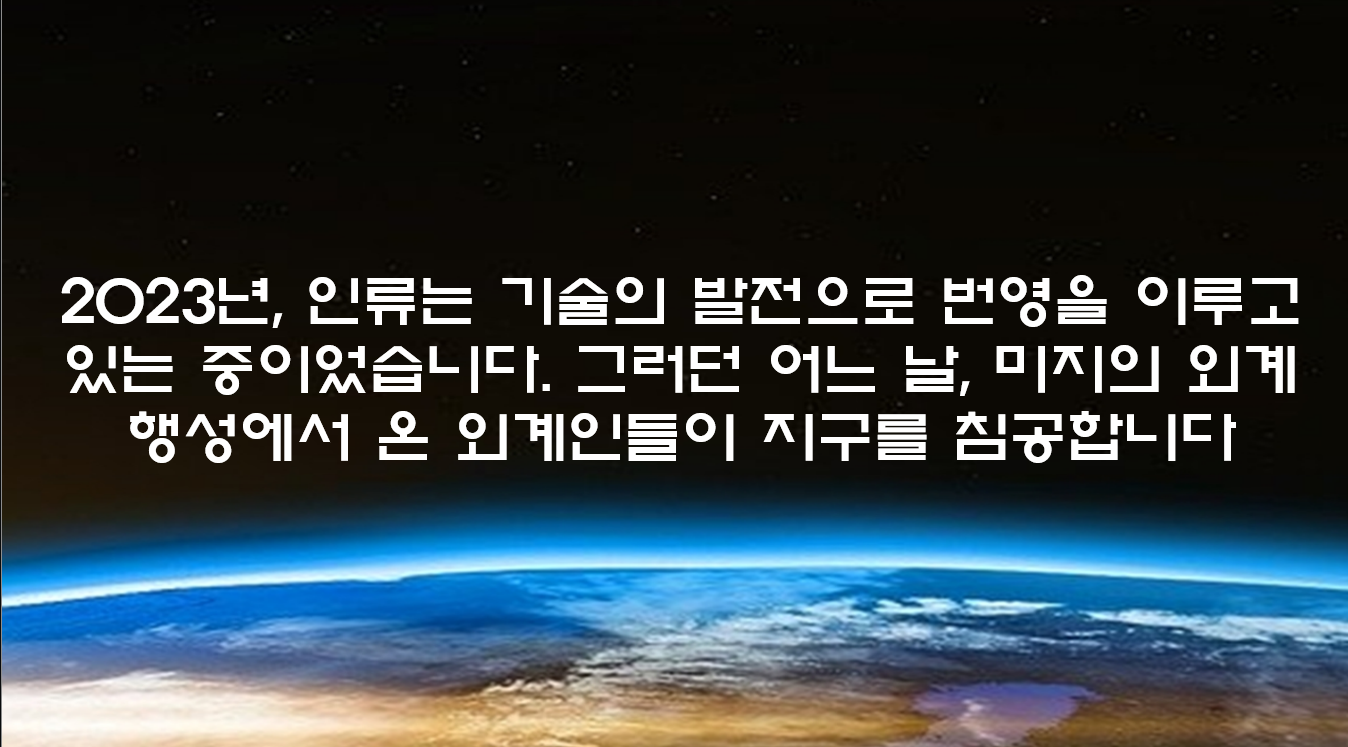 2023년, 인류는 기술의 발전으로 번영을 이루고
있는 중이었습니다. 그러던 어느 날, 미지의 외계
행성에서 온 외계인들이 지구를 침공합니다